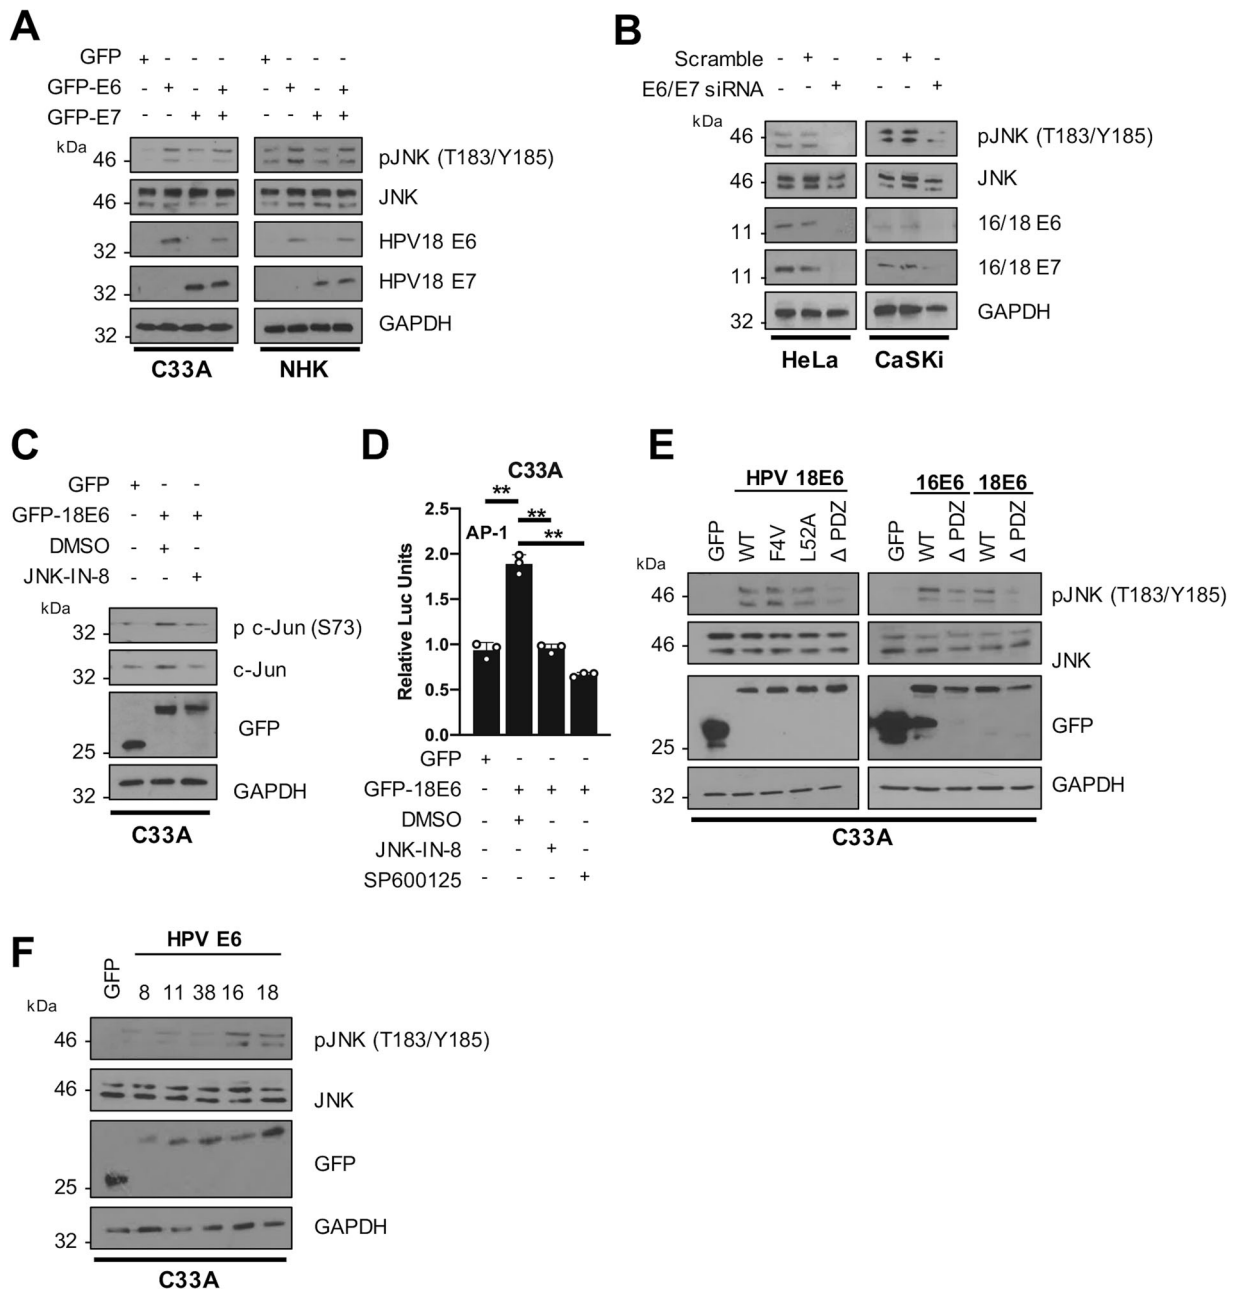 A
GFP + - - - + - - -
GFP-E6 - + - + - + - +
GFP-E7 - - + + - - + +
kDa
46 pJNK (T183/Y185)
46 JNK
32 HPV18 E6
32 HPV18 E7
32 GAPDH
C33A NHK
B
Scramble - + - - + -
E6/E7 siRNA - - + - - +
kDa
46 pJNK (T183/Y185)
46 JNK
11 16/18 E6
11 16/18 E7
32 GAPDH
HeLa CaSKi
C
GFP + - -
GFP-18E6 - + +
DMSO - + -
JNK-IN-8 - - +
kDa
32 p c-Jun (S73)
32 c-Jun
GFP
25
32 GAPDH
C33A
D
C33A
**
**
**
AP-1
Relative Luc Units
2.5
2.0
1.5
1.0
0.5
0.0
GFP + - - -
GFP-18E6 - + + +
DMSO - + - -
JNK-IN-8 - - + -
SP600125 - - - +
E
HPV 18E6 16E6 18E6
GFP WT F4V L52A Δ PDZ GFP WT Δ PDZ WT Δ PDZ
kDa
46 pJNK (T183/Y185)
46 JNK
GFP
25
32 GAPDH
C33A
F
HPV E6
GFP 8 11 38 16 18
kDa
46 pJNK (T183/Y185)
46 JNK
GFP
25
32 GAPDH
C33A